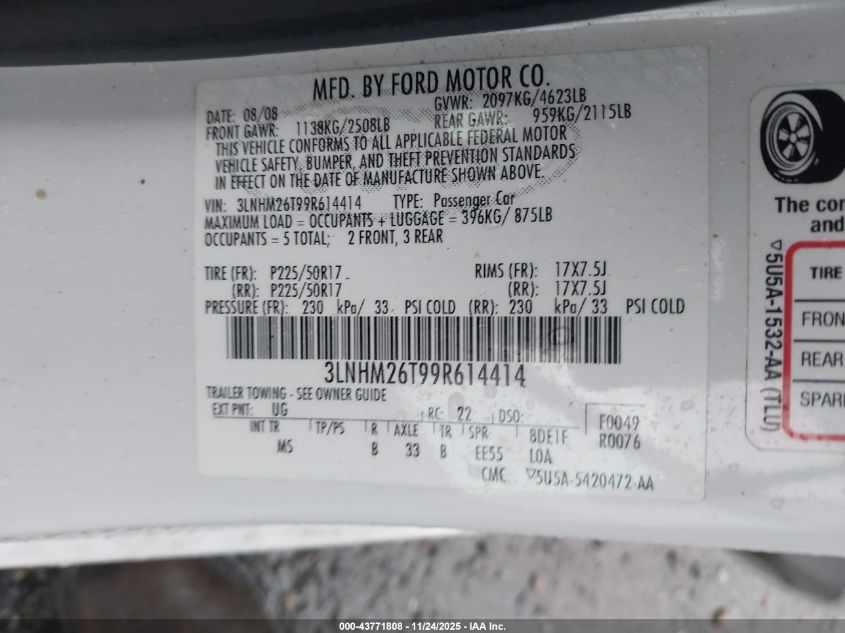 MFD. BY FORD MOTOR CO.
DATE: 08/08 GVWR: 2097KG/4623LB
FRONT GAWR: 1138KG/2508LB REAR GAWR: 959KG/2115LB
THIS VEHICLE CONFORMS TO ALL APPLICABLE FEDERAL MOTOR
VEHICLE SAFETY, BUMPER, AND THEFT PREVENTION STANDARDS
IN EFFECT ON THE DATE OF MANUFACTURE SHOWN ABOVE.
VIN: 3LNHM26T99R614414 TYPE: Passenger Car
MAXIMUM LOAD = OCCUPANTS + LUGGAGE = 396KG/ 875LB
OCCUPANTS = 5 TOTAL; 2 FRONT, 3 REAR
TIRE (FR): P225/50R17 RIMS (FR): 17X7.5J
(RR): P225/50R17 (RR): 17X7.5J
PRESSURE (FR): 230 kPa/ 33 PSI COLD (RR): 230 kPa/ 33 PSI COLD
3LNHM26T99R614414
TRAILER TOWING - SEE OWNER GUIDE
EXT PNT: UG RC: 22 DSO: F0049
INT TR TP/PS R AXLE TR SPR 8DE1F R0076
MS B 33 B EE55 LOA
CMC ▽5U5A-5420472-AA
The con
and
▽5U5A-1532-AA (TLU)
TIRE
FRON
REAR
SPAR
000-43771808 - 11/24/2025 - IAA Inc.